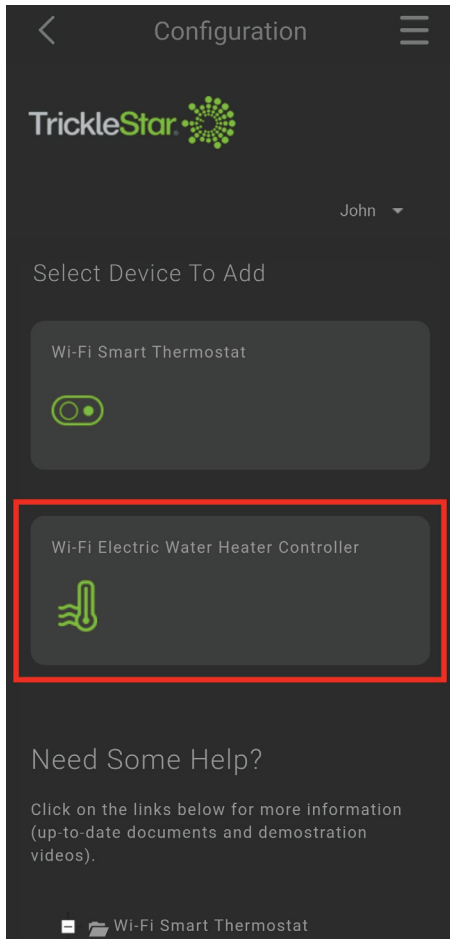 Configuration
TrickleStar
John
Select Device To Add
Wi-Fi Smart Thermostat
Wi-Fi Electric Water Heater Controller
Need Some Help?
Click on the links below for more information
(up-to-date documents and demostration
videos).
Wi-Fi Smart Thermostat